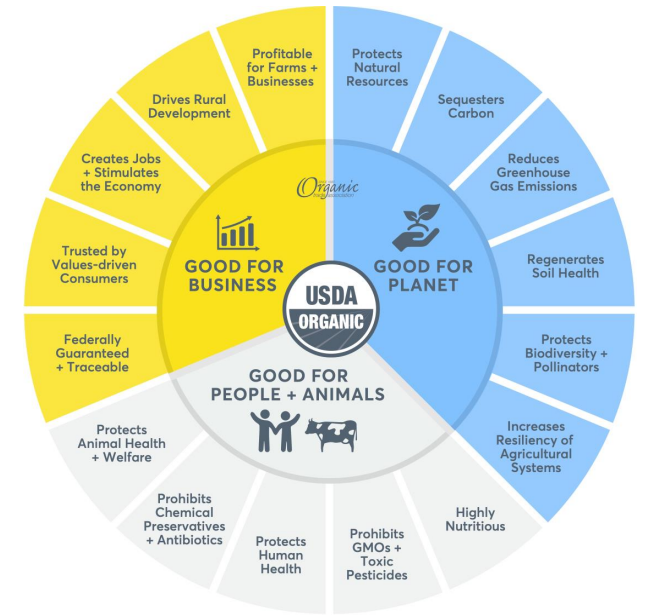 Profitable
for Farms +
Businesses
Protects
Natural
Resources
Sequesters
Carbon
Reduces
Greenhouse
Gas Emissions
Regenerates
Soil Health
Protects
Biodiversity +
Pollinators
Increases
Resiliency of
Agricultural
Systems
Highly
Nutritious
Prohibits
GMOs +
Toxic
Pesticides
Protects
Human
Health
Prohibits
Chemical
Preservatives
+ Antibiotics
Protects
Animal Health
+ Welfare
Federally
Guaranteed
+ Traceable
Trusted by
Values-driven
Consumers
Creates Jobs
+ Stimulates
the Economy
Drives Rural
Development
Organic
GOOD FOR
BUSINESS
GOOD FOR
PLANET
USDA
ORGANIC
GOOD FOR
PEOPLE + ANIMALS